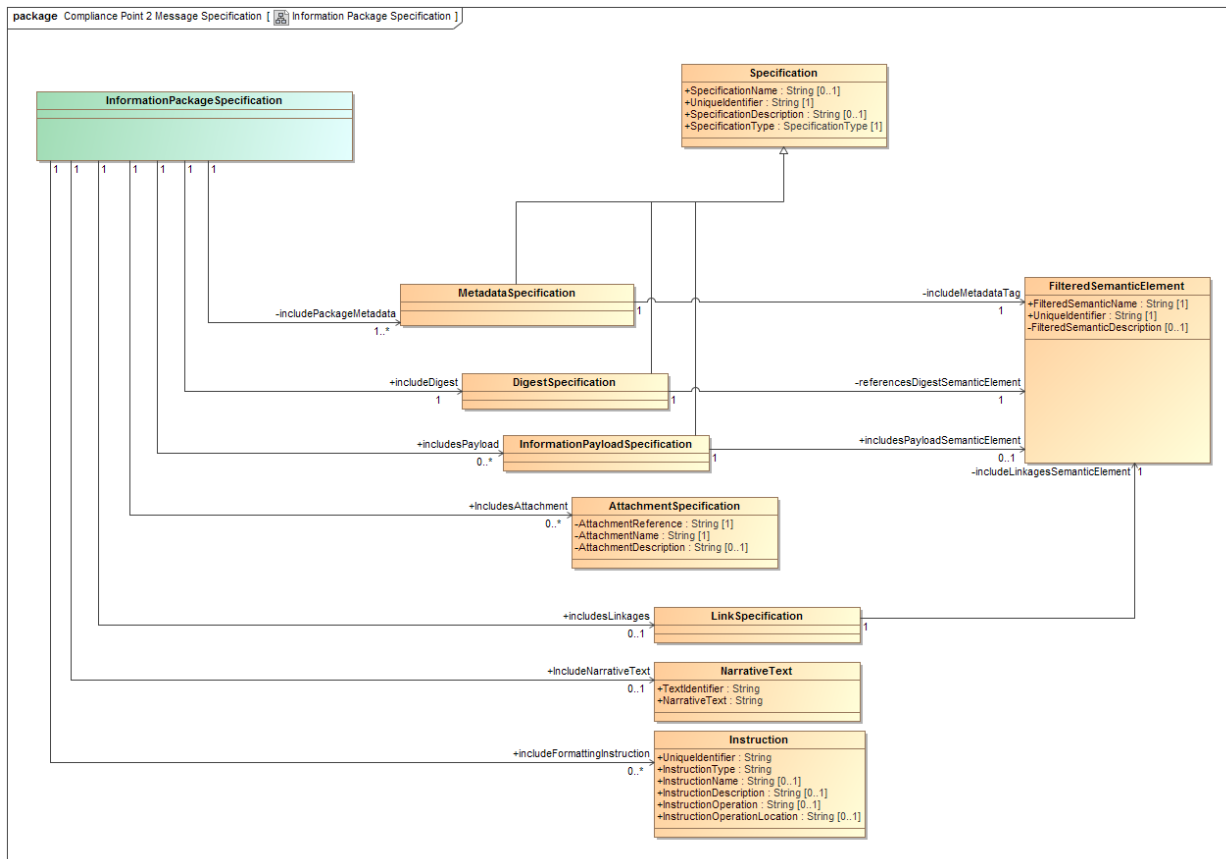 package Compliance Point 2 Message Specification [ Information Package Specification ]
Specification
+SpecificationName : String [0..1]
+UniqueIdentifier : String [1]
+SpecificationDescription : String [0..1]
+SpecificationType : SpecificationType [1]
InformationPackageSpecification
1 1 1 1 1 1 1
MetadataSpecification
-includePackageMetadata
1..*
1
-includeMetadataTag
1
FilteredSemanticElement
+FilteredSemanticName : String [1]
+UniqueIdentifier : String [1]
-FilteredSemanticDescription [0..1]
+includeDigest
1
DigestSpecification
1
-referencesDigestSemanticElement
1
+includesPayload
0..*
InformationPayloadSpecification
1
+includesPayloadSemanticElement
0..1
-includeLinkagesSemanticElement
1
+IncludesAttachment
0..*
AttachmentSpecification
-AttachmentReference : String [1]
-AttachmentName : String [1]
-AttachmentDescription : String [0..1]
+includesLinkages
0..1
LinkSpecification
1
+IncludeNarrativeText
0..1
NarrativeText
+TextIdentifier : String
+NarrativeText : String
+includeFormattingInstruction
0..*
Instruction
+UniqueIdentifier : String
+InstructionType : String
+InstructionName : String [0..1]
+InstructionDescription : String [0..1]
+InstructionOperation : String [0..1]
+InstructionOperationLocation : String [0..1]